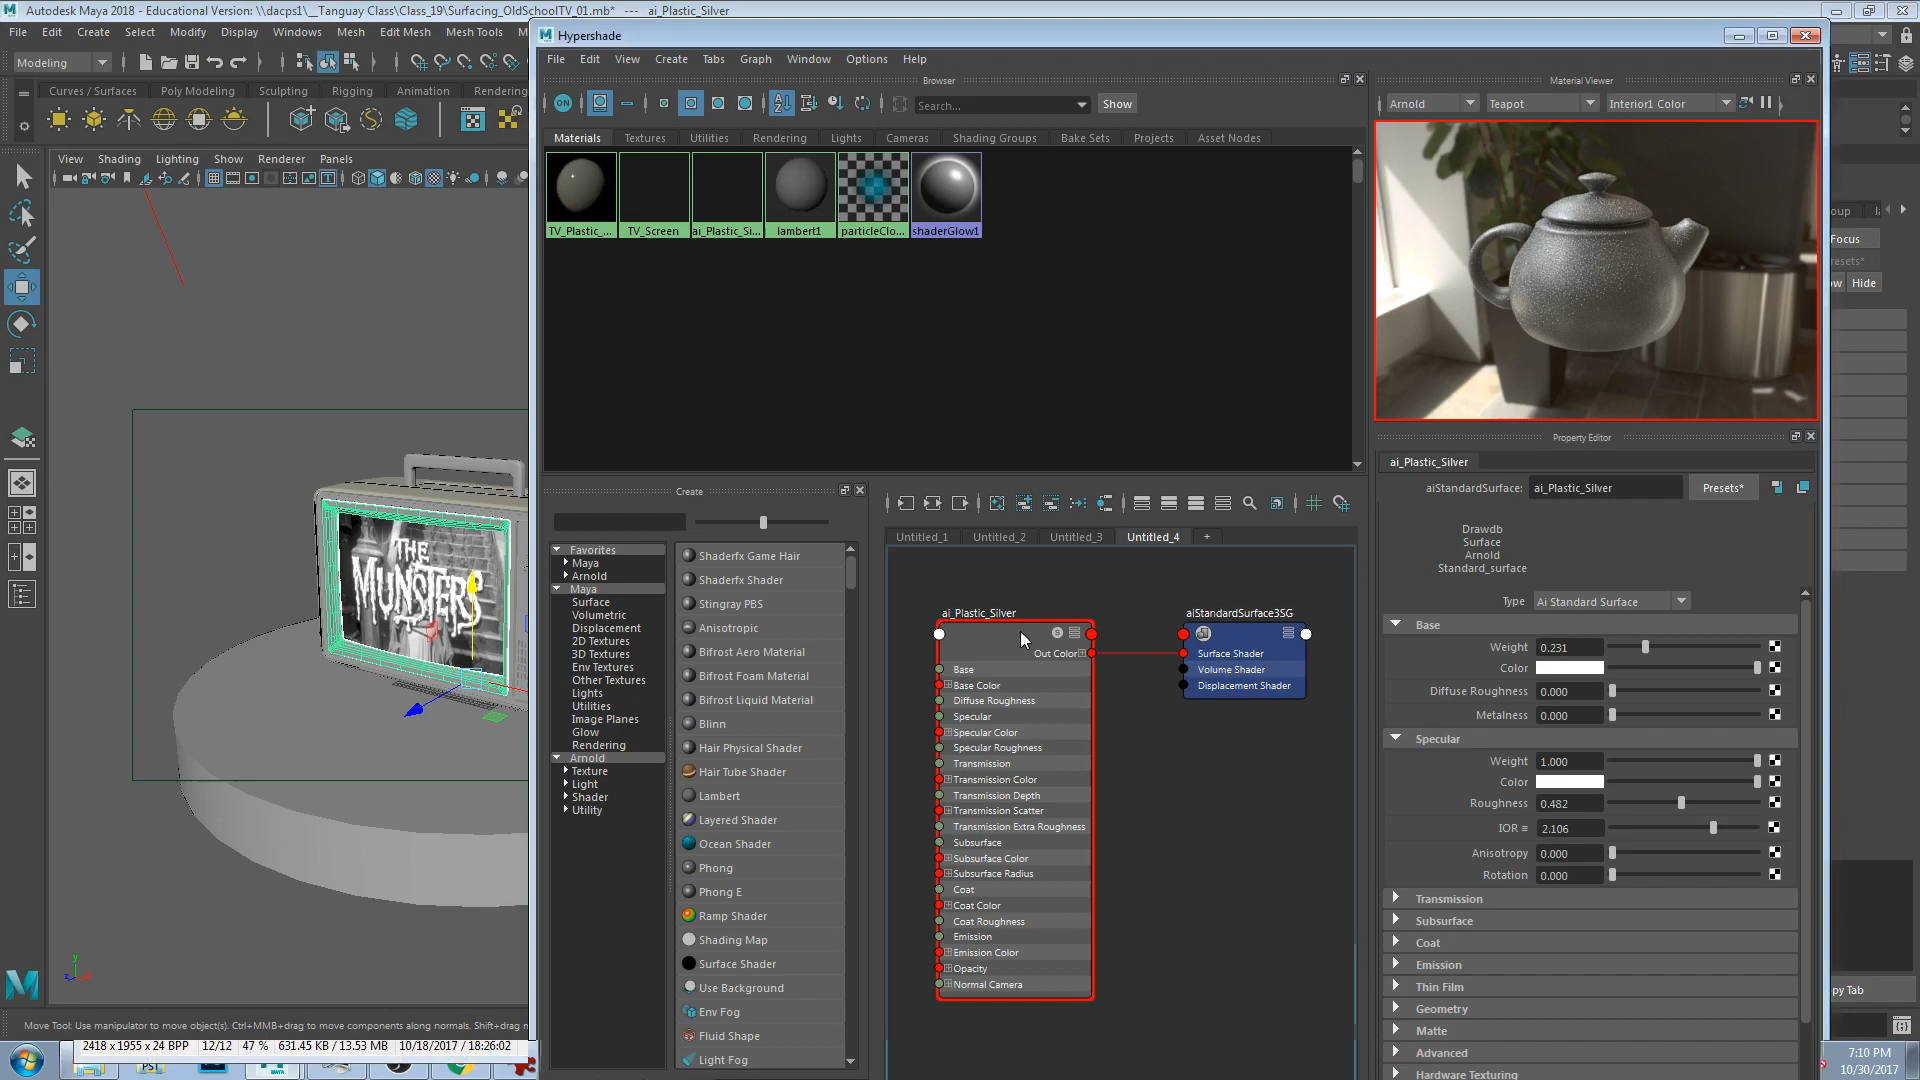 Autodesk Maya 2018 - Educational Version: \\dacps1\__Tanguay Class\Class_19\Surfacing_OldSchoolTV_01.mb* --- ai_Plastic_Silver
File Edit Create Select Modify Display Windows Mesh Edit Mesh Mesh Tools
Modeling
Curves / Surfaces Poly Modeling Sculpting Rigging Animation Rendering
View Shading Lighting Show Renderer Panels
THE
MUNSTERS
Move Tool: Use manipulator to move object(s). Ctrl+MMB+drag to move components along normals. Shift+drag
2418 x 1955 x 24 BPP 12/12 47 % 631.45 KB / 13.53 MB 10/18/2017 / 18:26:02
Hypershade
File Edit View Create Tabs Graph Window Options Help
Browser
ON
Search...
Show
Materials Textures Utilities Rendering Lights Cameras Shading Groups Bake Sets Projects Asset Nodes
TV_Plastic_... TV_Screen ai_Plastic_Si... lambert1 particleClo... shaderGlow1
Create
Favorites
Maya
Arnold
Maya
Surface
Volumetric
Displacement
2D Textures
3D Textures
Env Textures
Other Textures
Lights
Utilities
Image Planes
Glow
Rendering
Arnold
Texture
Light
Shader
Utility
Shaderfx Game Hair
Shaderfx Shader
Stingray PBS
Anisotropic
Bifrost Aero Material
Bifrost Foam Material
Bifrost Liquid Material
Blinn
Hair Physical Shader
Hair Tube Shader
Lambert
Layered Shader
Ocean Shader
Phong
Phong E
Ramp Shader
Shading Map
Surface Shader
Use Background
Env Fog
Fluid Shape
Light Fog
Untitled_1 Untitled_2 Untitled_3 Untitled_4 +
ai_Plastic_Silver
Out Color
Base
Base Color
Diffuse Roughness
Specular
Specular Color
Specular Roughness
Transmission
Transmission Color
Transmission Depth
Transmission Scatter
Transmission Extra Roughness
Subsurface
Subsurface Color
Subsurface Radius
Coat
Coat Color
Coat Roughness
Emission
Emission Color
Opacity
Normal Camera
aiStandardSurface3SG
Surface Shader
Volume Shader
Displacement Shader
Material Viewer
Arnold Teapot Interior1 Color
Property Editor
ai_Plastic_Silver
aiStandardSurface: ai_Plastic_Silver Presets*
Drawdb
Surface
Arnold
Standard_surface
Type Ai Standard Surface
Base
Weight 0.231
Color
Diffuse Roughness 0.000
Metalness 0.000
Specular
Weight 1.000
Color
Roughness 0.482
IOR 2.106
Anisotropy 0.000
Rotation 0.000
Transmission
Subsurface
Coat
Emission
Thin Film
Geometry
Matte
Advanced
Hardware Texturing
Focus
Hide
py Tab
7:10 PM
10/30/2017